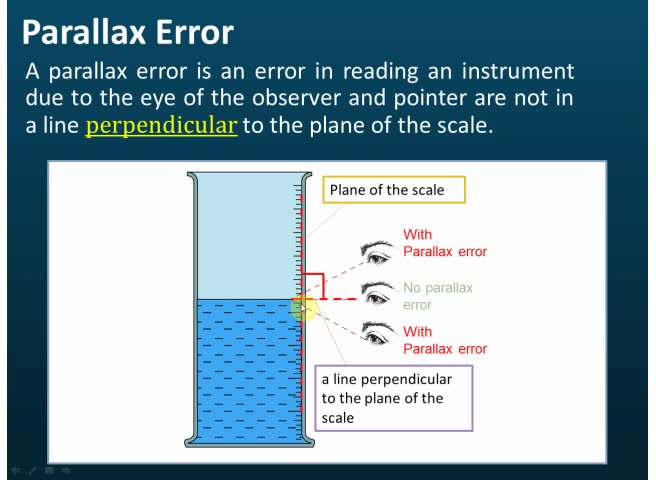 Parallax Error
A parallax error is an error in reading an instrument
due to the eye of the observer and pointer are not in
a line perpendicular to the plane of the scale.
Plane of the scale
With
Parallax error
No parallax
error
With
Parallax error
a line perpendicular
to the plane of the
scale